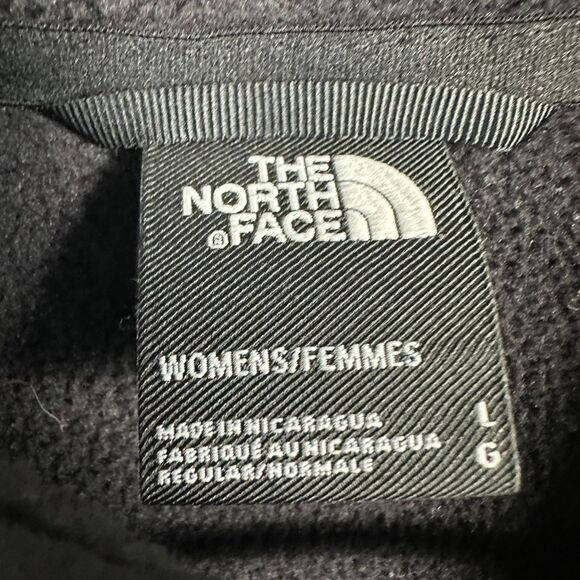 THE
NORTH
® FACE
WOMENS/FEMMES
MADE IN NICARAGUA L
FABRIQUÉ AU NICARAGUA G
REGULAR/NORMALE